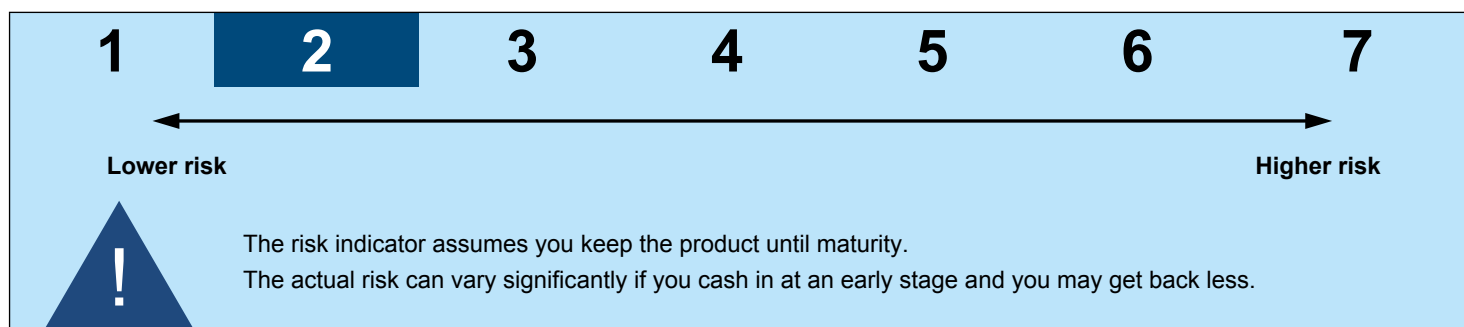 1 2 3 4 5 6 7
Lower risk Higher risk
!
The risk indicator assumes you keep the product until maturity.
The actual risk can vary significantly if you cash in at an early stage and you may get back less.